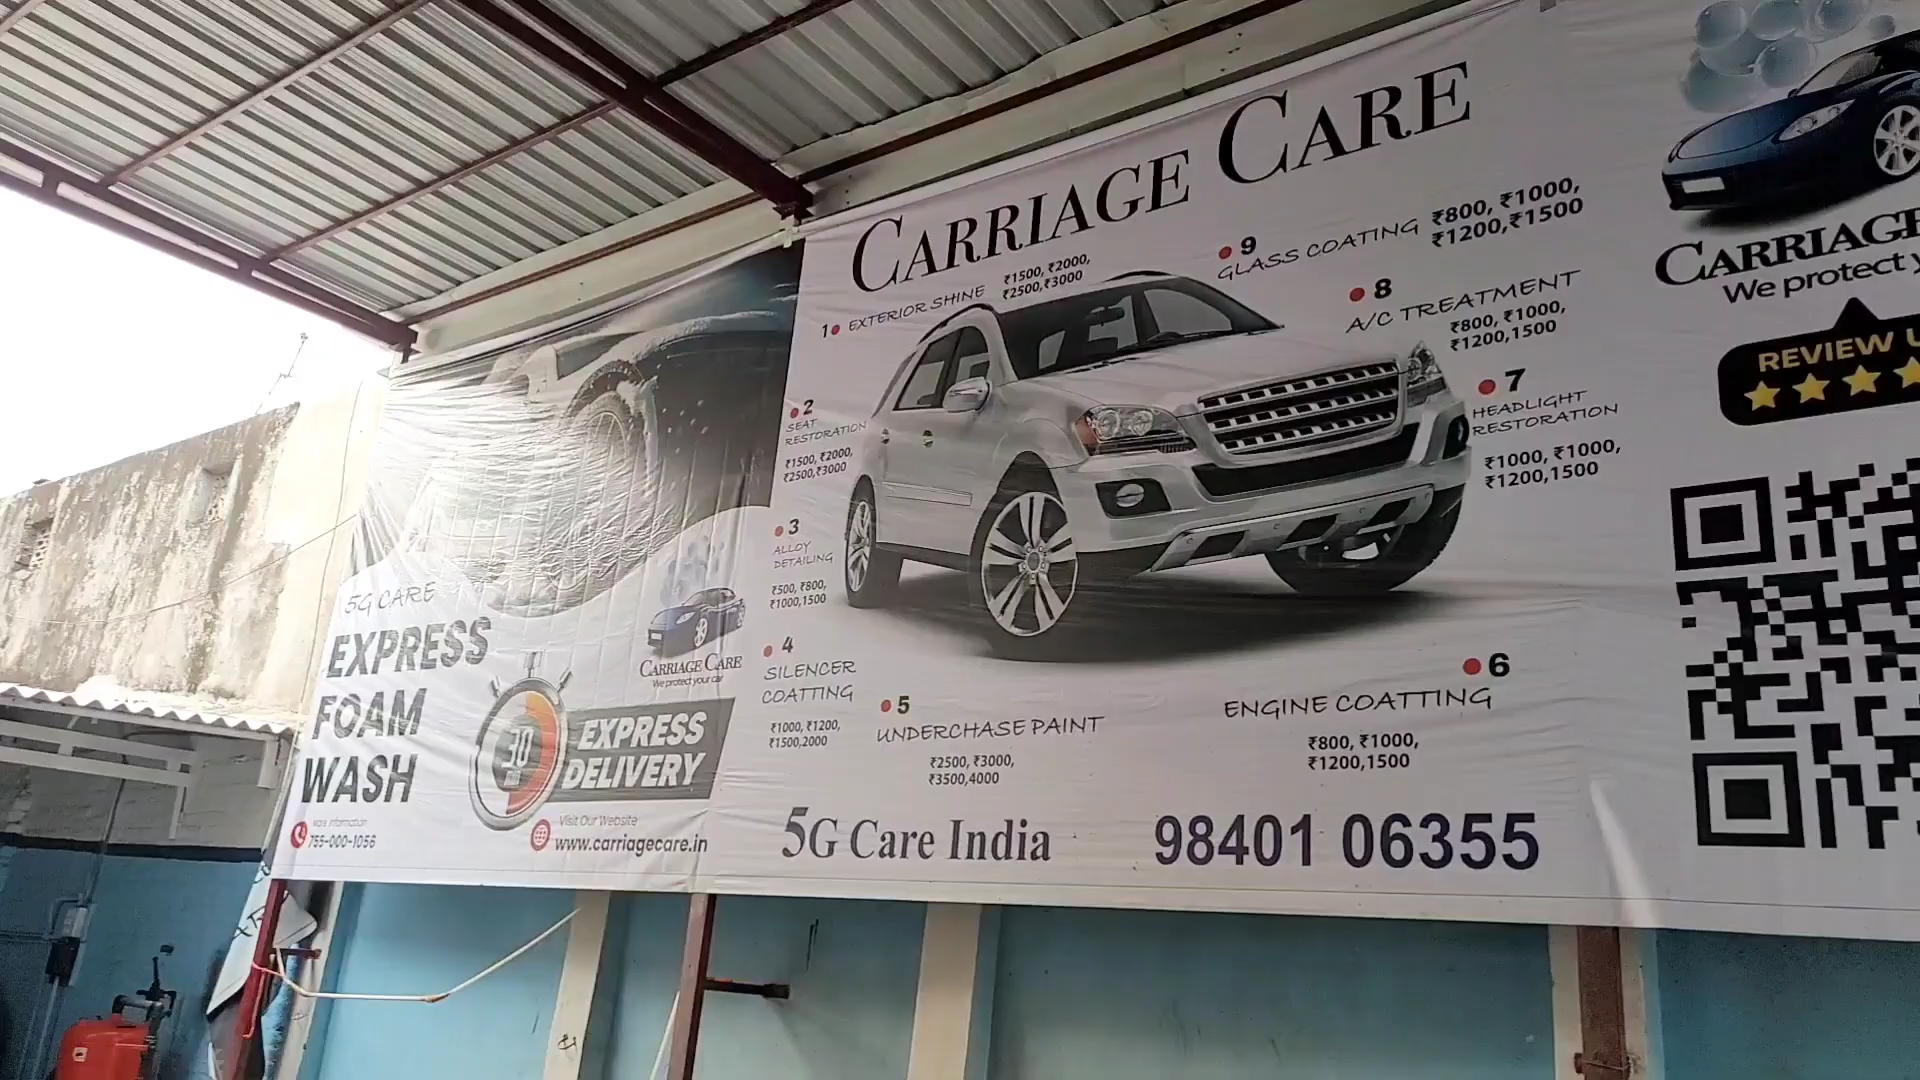 CARRIAGE CARE
1 EXTERIOR SHINE
₹1500, ₹2000,
₹2500,₹3000
2
SEAT
RESTORATION
₹1500, ₹2000,
₹2500,₹3000
3
ALLOY
DETAILING
₹500, ₹800,
₹1000,1500
4
SILENCER
COATTING
₹1000, ₹1200,
₹1500,2000
5
UNDERCHASE PAINT
₹2500, ₹3000,
₹3500,4000
6
ENGINE COATTING
₹800, ₹1000,
₹1200,1500
7
HEADLIGHT
RESTORATION
₹1000, ₹1000,
₹1200,1500
8
A/C TREATMENT
₹800, ₹1000,
₹1200,1500
9
GLASS COATING
₹800, ₹1000,
₹1200,₹1500
5G Care India
98401 06355
5G CARE
EXPRESS
FOAM
WASH
CARRIAGE CARE
We protect your car
30
EXPRESS
DELIVERY
More Information
755-000-1056
Visit Our Website
www.carriagecare.in
CARRIAGE
We protect
REVIEW